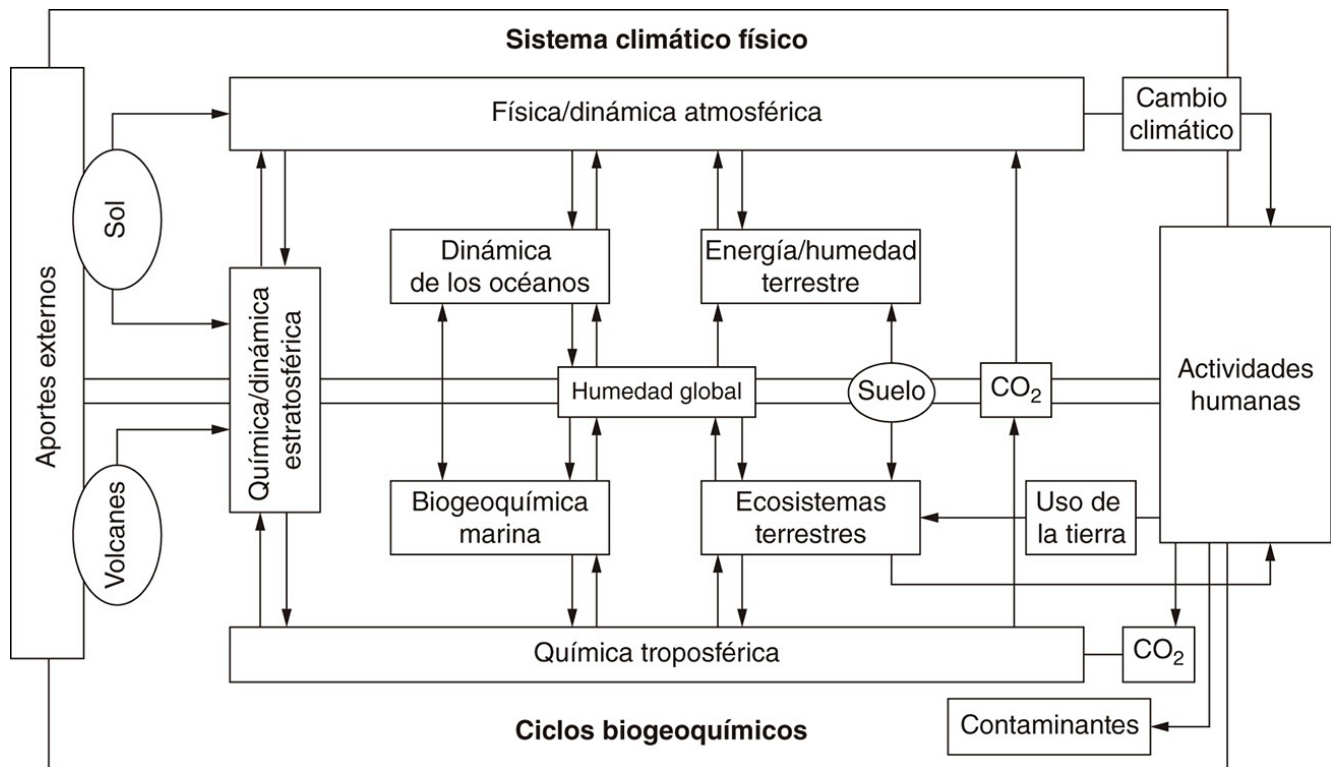 Sistema climático físico
Aportes externos
Sol
Volcanes
Física/dinámica atmosférica
Cambio
climático
Química/dinámica
estratosférica
Dinámica
de los océanos
Energía/humedad
terrestre
Humedad global
Suelo
CO₂
Actividades
humanas
Biogeoquímica
marina
Ecosistemas
terrestres
Uso de
la tierra
Química troposférica
CO₂
Contaminantes
Ciclos biogeoquímicos